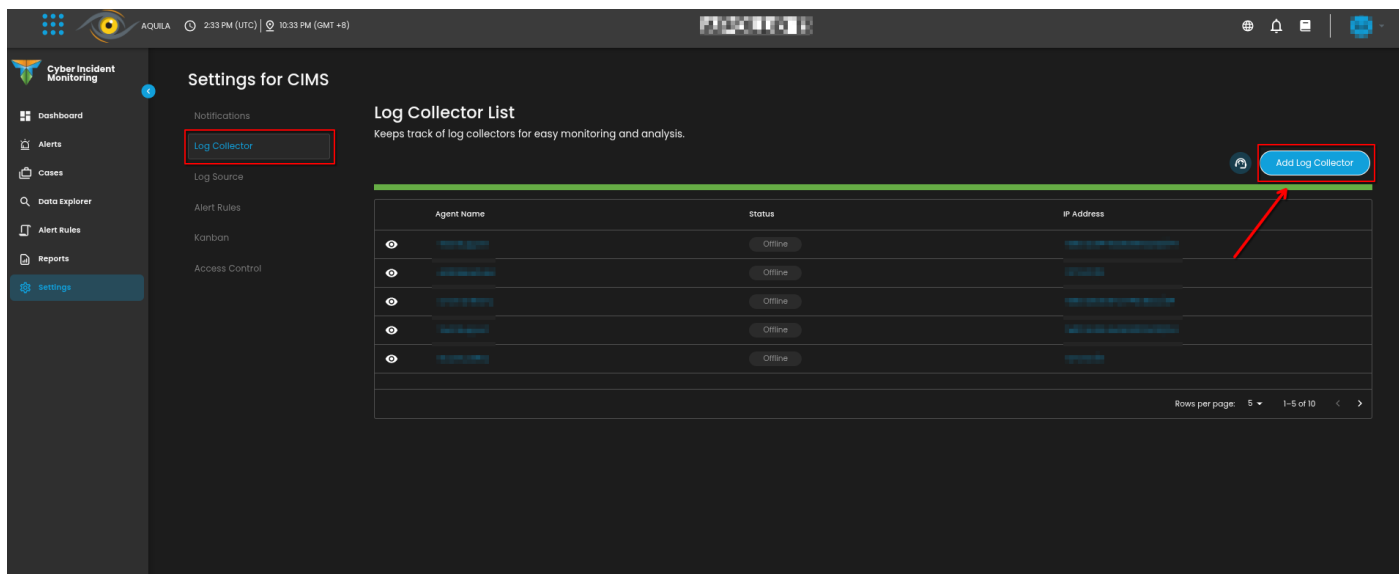 AQUILA 2:33 PM (UTC) 10:33 PM (GMT +8)
Cyber Incident
Monitoring
Dashboard
Alerts
Cases
Data Explorer
Alert Rules
Reports
Settings
Settings for CIMS
Notifications
Log Collector
Log Source
Alert Rules
Kanban
Access Control
Log Collector List
Keeps track of log collectors for easy monitoring and analysis.
Add Log Collector
Agent Name Status IP Address
Offline
Offline
Offline
Offline
Offline
Rows per page: 5 1–5 of 10